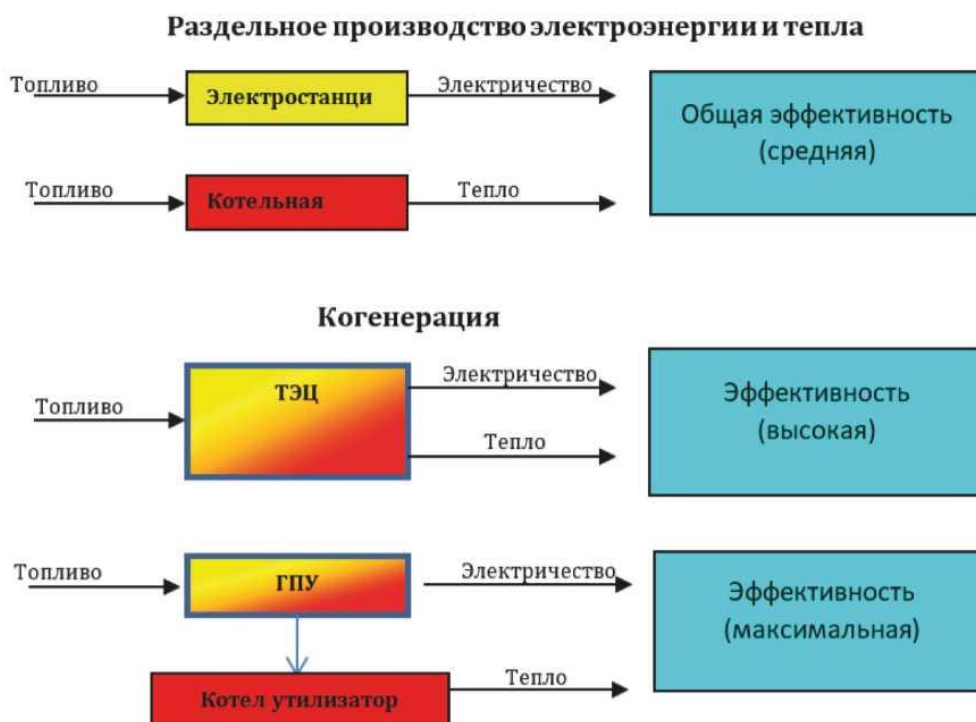 Раздельное производство электроэнергии и тепла
Топливо
Электростанци
Электричество
Общая эффективность
(средняя)
Топливо
Котельная
Тепло
Когенерация
Топливо
ТЭЦ
Электричество
Тепло
Эффективность
(высокая)
Топливо
ГПУ
Электричество
Эффективность
(максимальная)
Котел утилизатор
Тепло